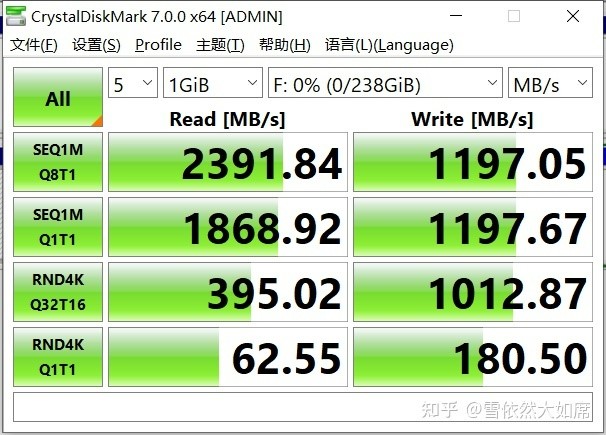 CrystalDiskMark 7.0.0 x64 [ADMIN]
文件(F) 设置(S) Profile 主题(T) 帮助(H) 语言(L)(Language)
All 5 1GiB F: 0% (0/238GiB) MB/s
Read [MB/s] Write [MB/s]
SEQ1M
Q8T1
2391.84 1197.05
SEQ1M
Q1T1
1868.92 1197.67
RND4K
Q32T16
395.02 1012.87
RND4K
Q1T1
62.55 180.50
知乎 @雪依然大如席